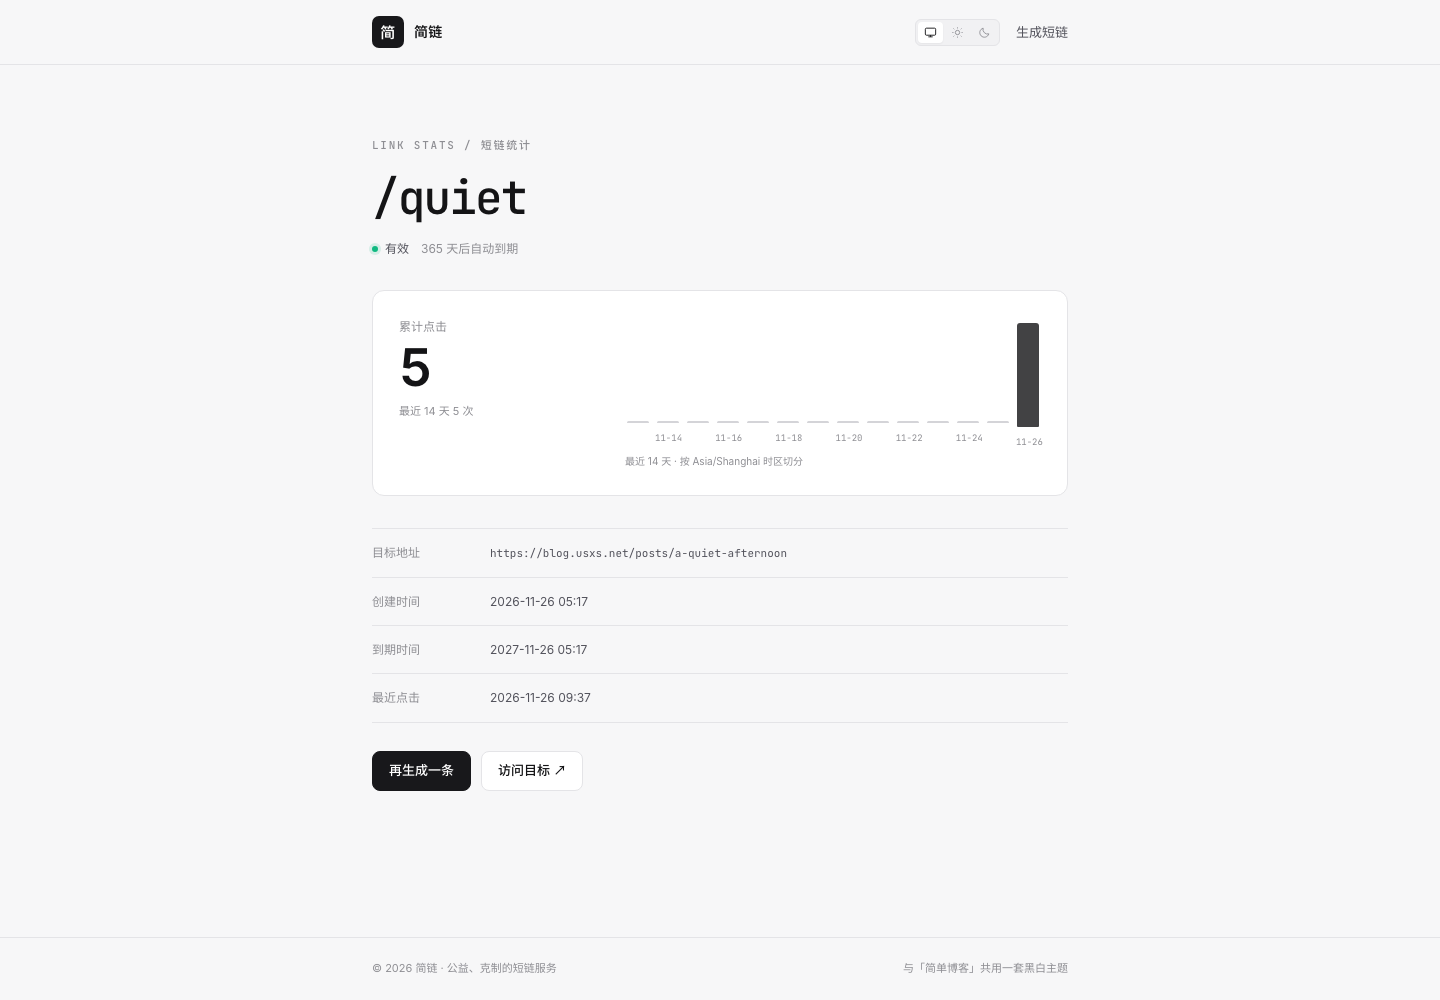 简 简链
生成短链
LINK STATS / 短链统计
/quiet
有效 365 天后自动到期
累计点击
5
最近 14 天 5 次
11-14 11-16 11-18 11-20 11-22 11-24 11-26
最近 14 天 · 按 Asia/Shanghai 时区切分
目标地址 https://blog.usxs.net/posts/a-quiet-afternoon
创建时间 2026-11-26 05:17
到期时间 2027-11-26 05:17
最近点击 2026-11-26 09:37
再生成一条 访问目标 ↗
© 2026 简链 · 公益、克制的短链服务
与「简单博客」共用一套黑白主题